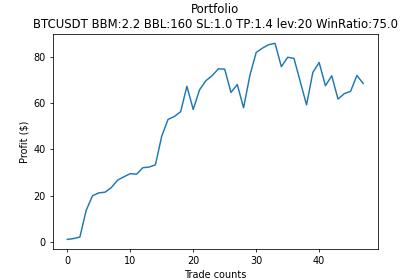 Portfolio
BTCUSDT BBM:2.2 BBL:160 SL:1.0 TP:1.4 lev:20 WinRatio:75.0
80
60
40
20
0
Profit ($)
0 10 20 30 40
Trade counts